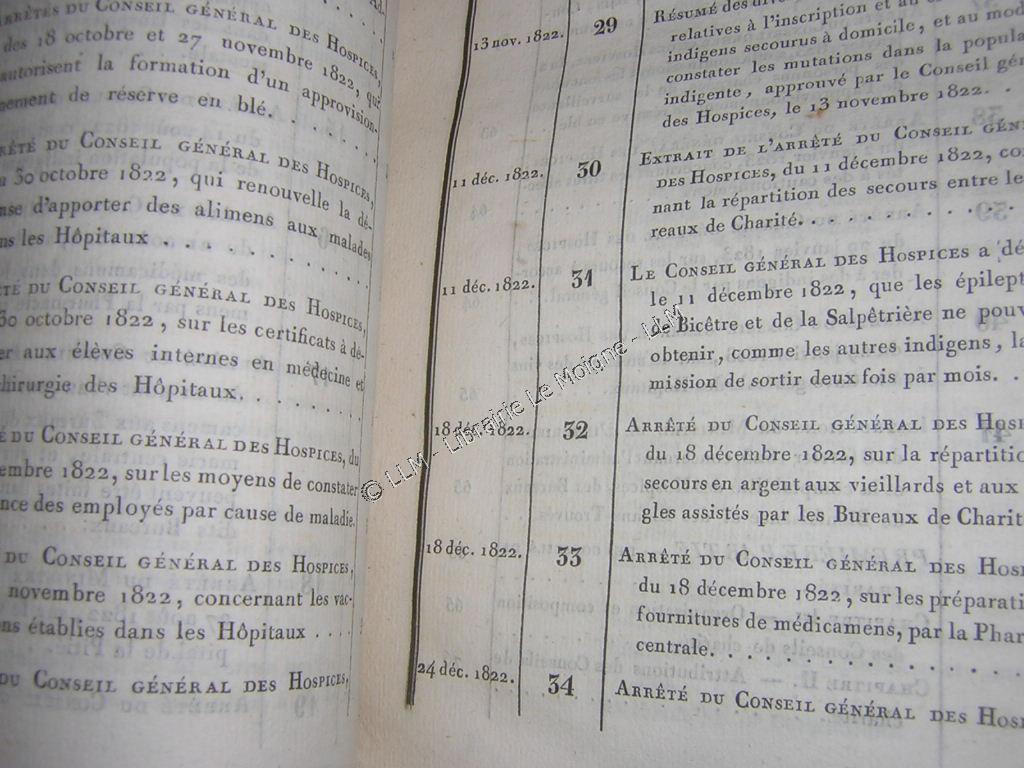 ARRÊTÉS DU CONSEIL GÉNÉRAL DES HOSPICES,
des 18 octobre et 27 novembre 1822, qui
autorisent la formation d'un approvision-
nement de réserve en blé. . . . . .
DU CONSEIL GÉNÉRAL DES HOSPICES,
30 octobre 1822, qui renouvelle la dé-
d'apporter des alimens aux malades
les Hôpitaux . . . . . . . . .
DU CONSEIL GÉNÉRAL DES HOSPICES,
30 octobre 1822, sur les certificats à dé-
aux élèves internes en médecine et
chirurgie des Hôpitaux. . . . . . .
DU CONSEIL GÉNÉRAL DES HOSPICES, du
1822, sur les moyens de constater
des employés par cause de maladie.
DU CONSEIL GÉNÉRAL DES HOSPICES,
novembre 1822, concernant les vac-
établies dans les Hôpitaux . . . .
DU CONSEIL GÉNÉRAL DES HOSPICES,
13 nov. 1822. 29 RÉSUMÉ des
relatives à l'inscription et au
indigens secourus à domicile, et au mod
constater les mutations dans la popula
indigente, approuvé par le Conseil gén
des Hospices, le 13 novembre 1822. .
11 déc. 1822. 30 EXTRAIT DE L'ARRÊTÉ DU CONSEIL GÉN
DES HOSPICES, du 11 décembre 1822, co
nant la répartition des secours entre le
reaux de Charité. . . . . . . . . . .
11 déc. 1822. 31 LE CONSEIL GÉNÉRAL DES HOSPICES a dé
le 11 décembre 1822, que les épilept
de Bicêtre et de la Salpêtrière ne pouv
obtenir, comme les autres indigens, la
mission de sortir deux fois par mois. .
18 déc. 1822. 32 ARRÊTÉ DU CONSEIL GÉNÉRAL DES HOSPI
du 18 décembre 1822, sur la répartitio
secours en argent aux vieillards et aux
gles assistés par les Bureaux de Charit
18 déc. 1822. 33 ARRÊTÉ DU CONSEIL GÉNÉRAL DES HOSP
du 18 décembre 1822, sur les préparati
fournitures de médicamens, par la Phar
centrale. . . . . . . . . . . . . .
24 déc. 1822. 34 ARRÊTÉ DU CONSEIL GÉNÉRAL DES HOSP
© LLM - Librairie Le Moigne - LLM